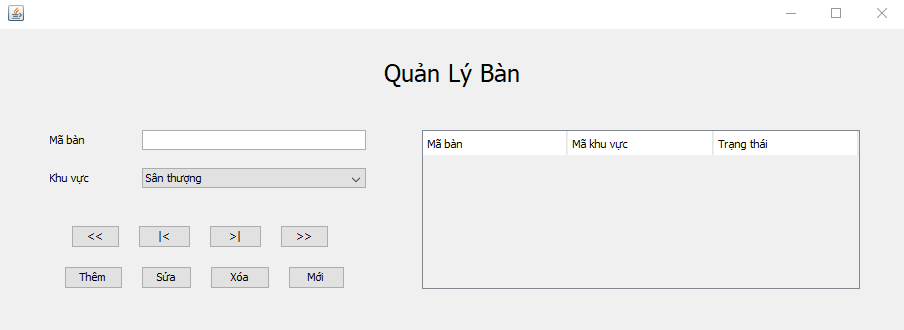 Quản Lý Bàn
Mã bàn
Khu vực
Sân thượng
<< |< >| >>
Thêm Sửa Xóa Mới
Mã bàn Mã khu vực Trạng thái